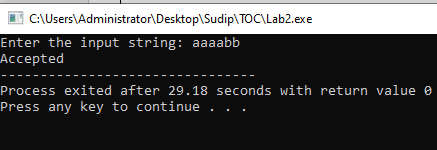 C:\Users\Administrator\Desktop\Sudip\TOC\Lab2.exe
Enter the input string: aaaabb
Accepted
--------------------------------
Process exited after 29.18 seconds with return value 0
Press any key to continue . . .